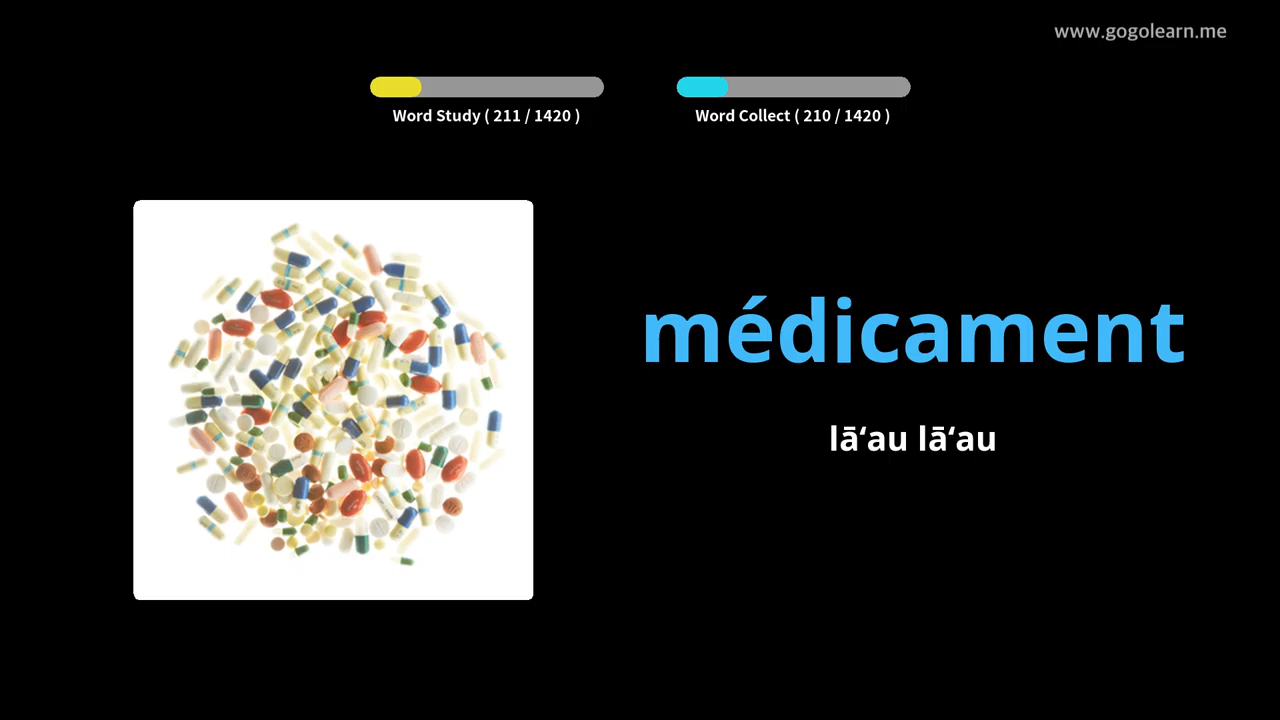 www.gogolearn.me
Word Study ( 211 / 1420 )
Word Collect ( 210 / 1420 )
médicament
lāʻau lāʻau